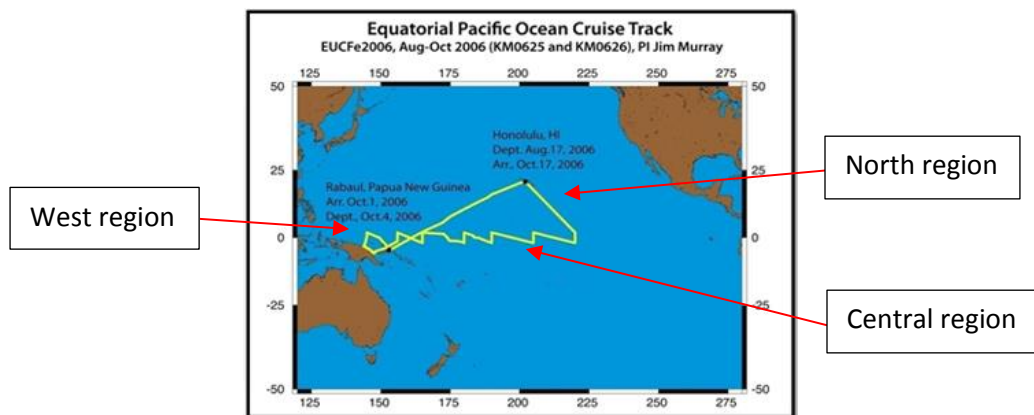 Equatorial Pacific Ocean Cruise Track
EUCFe2006, Aug-Oct 2006 (KM0625 and KM0626), PI Jim Murray
125 150 175 200 225 250 275
50 50
Honolulu, HI
Dept. Aug.17, 2006
Arr., Oct.17, 2006
25 25
North region
Rabaul, Papua New Guinea
Arr. Oct.1, 2006
Dept., Oct.4, 2006
West region
0 0
Central region
-25 -25
-50 -50
125 150 175 200 225 250 275